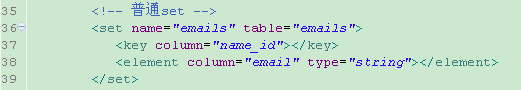 35 <!-- 普通set -->
36 <set name="emails" table="emails">
37 <key column="name_id"></key>
38 <element column="email" type="string"></element>
39 </set>